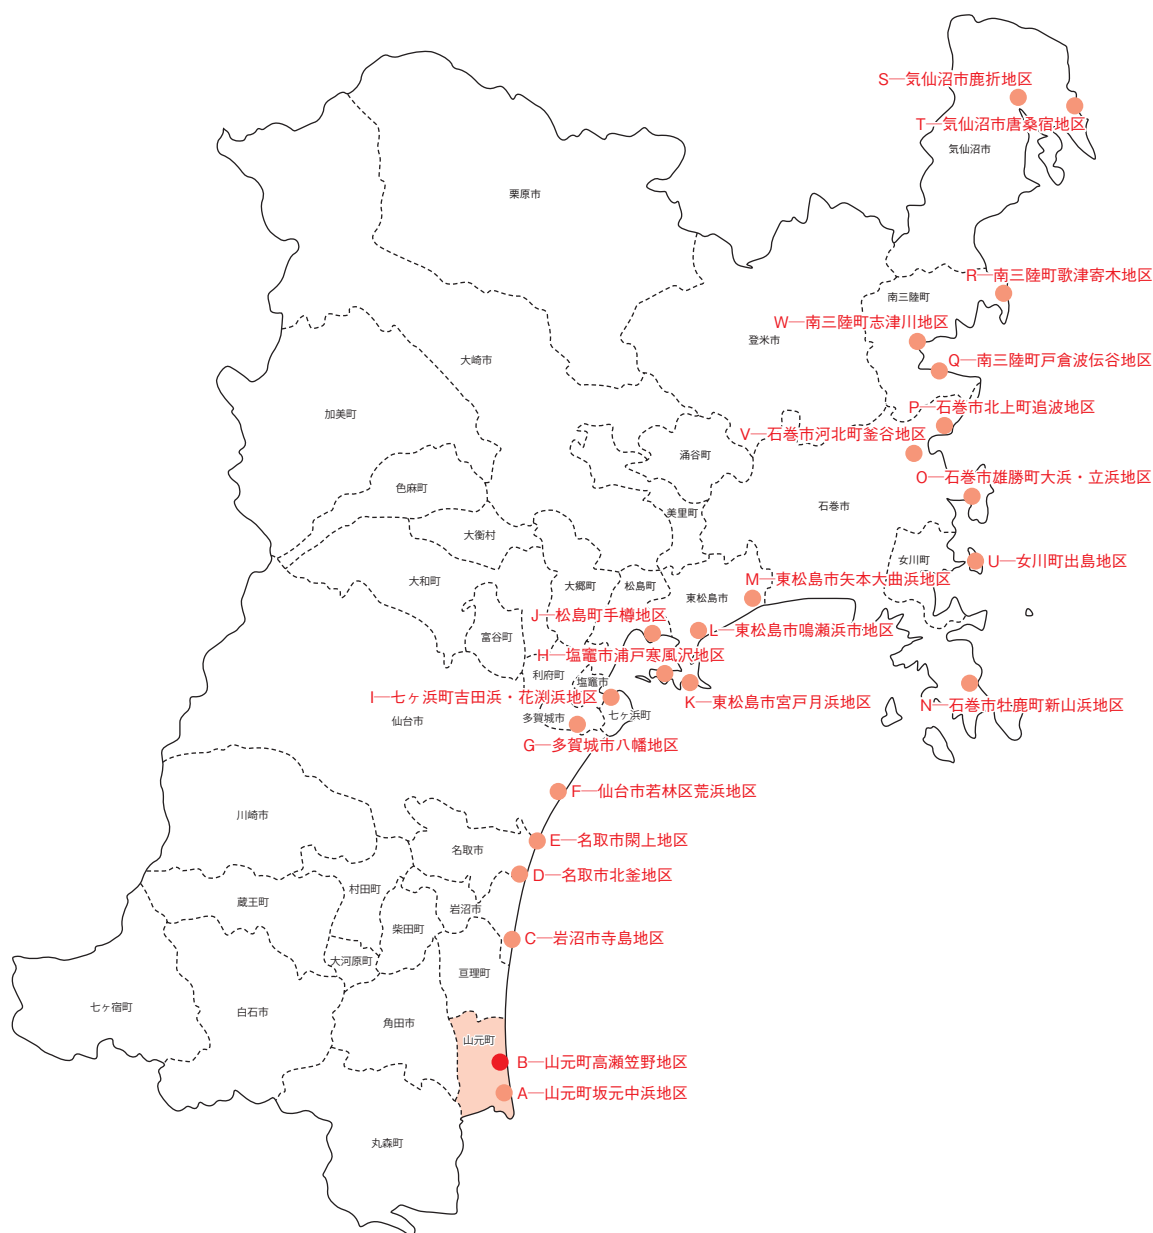 S─気仙沼市鹿折地区
T─気仙沼市唐桑宿地区
気仙沼市
栗原市
R─南三陸町歌津寄木地区
南三陸町
W─南三陸町志津川地区
登米市
大崎市
Q─南三陸町戸倉波伝谷地区
加美町
P─石巻市北上町追波地区
V─石巻市河北町釜谷地区
涌谷町
O─石巻市雄勝町大浜・立浜地区
色麻町
石巻市
美里町
大衡村
女川町
U─女川町出島地区
大和町
大郷町
松島町
M─東松島市矢本大曲浜地区
東松島市
J─松島町手樽地区
L─東松島市鳴瀬浜市地区
富谷町
H─塩竈市浦戸寒風沢地区
利府町
塩竈市
I─七ヶ浜町吉田浜・花渕浜地区
K─東松島市宮戸月浜地区
N─石巻市牡鹿町新山浜地区
仙台市
多賀城市
七ヶ浜町
G─多賀城市八幡地区
F─仙台市若林区荒浜地区
川崎市
E─名取市閖上地区
名取市
D─名取市北釜地区
村田町
蔵王町
岩沼市
柴田町
C─岩沼市寺島地区
大河原町
亘理町
七ヶ宿町
白石市
角田市
山元町
B─山元町高瀬笠野地区
A─山元町坂元中浜地区
丸森町